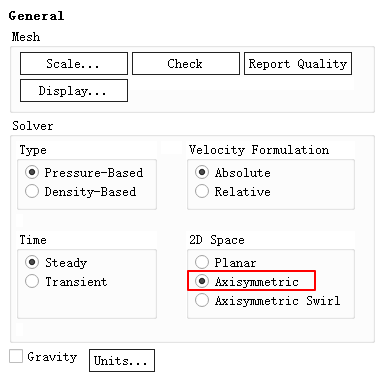 General
Mesh
Scale... Check Report Quality
Display...
Solver
Type Velocity Formulation
Pressure-Based Absolute
Density-Based Relative
Time 2D Space
Steady Planar
Transient Axisymmetric
Axisymmetric Swirl
Gravity Units...